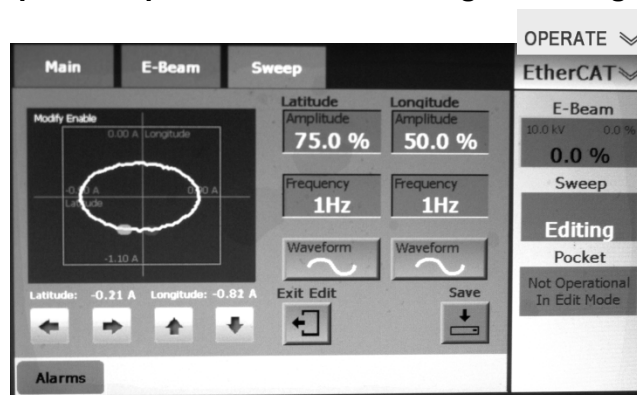 OPERATE
EtherCAT
Main E-Beam Sweep
Modify Enable
0.00 A Longitude
Latitude
-1.10 A
Latitude: -0.21 A Longitude: -0.82 A
Latitude Longitude
Amplitude Amplitude
75.0 % 50.0 %
Frequency Frequency
1Hz 1Hz
Waveform Waveform
Exit Edit Save
Alarms
E-Beam
10.0 kV 0.0 %
0.0 %
Sweep
Editing
Pocket
Not Operational
In Edit Mode